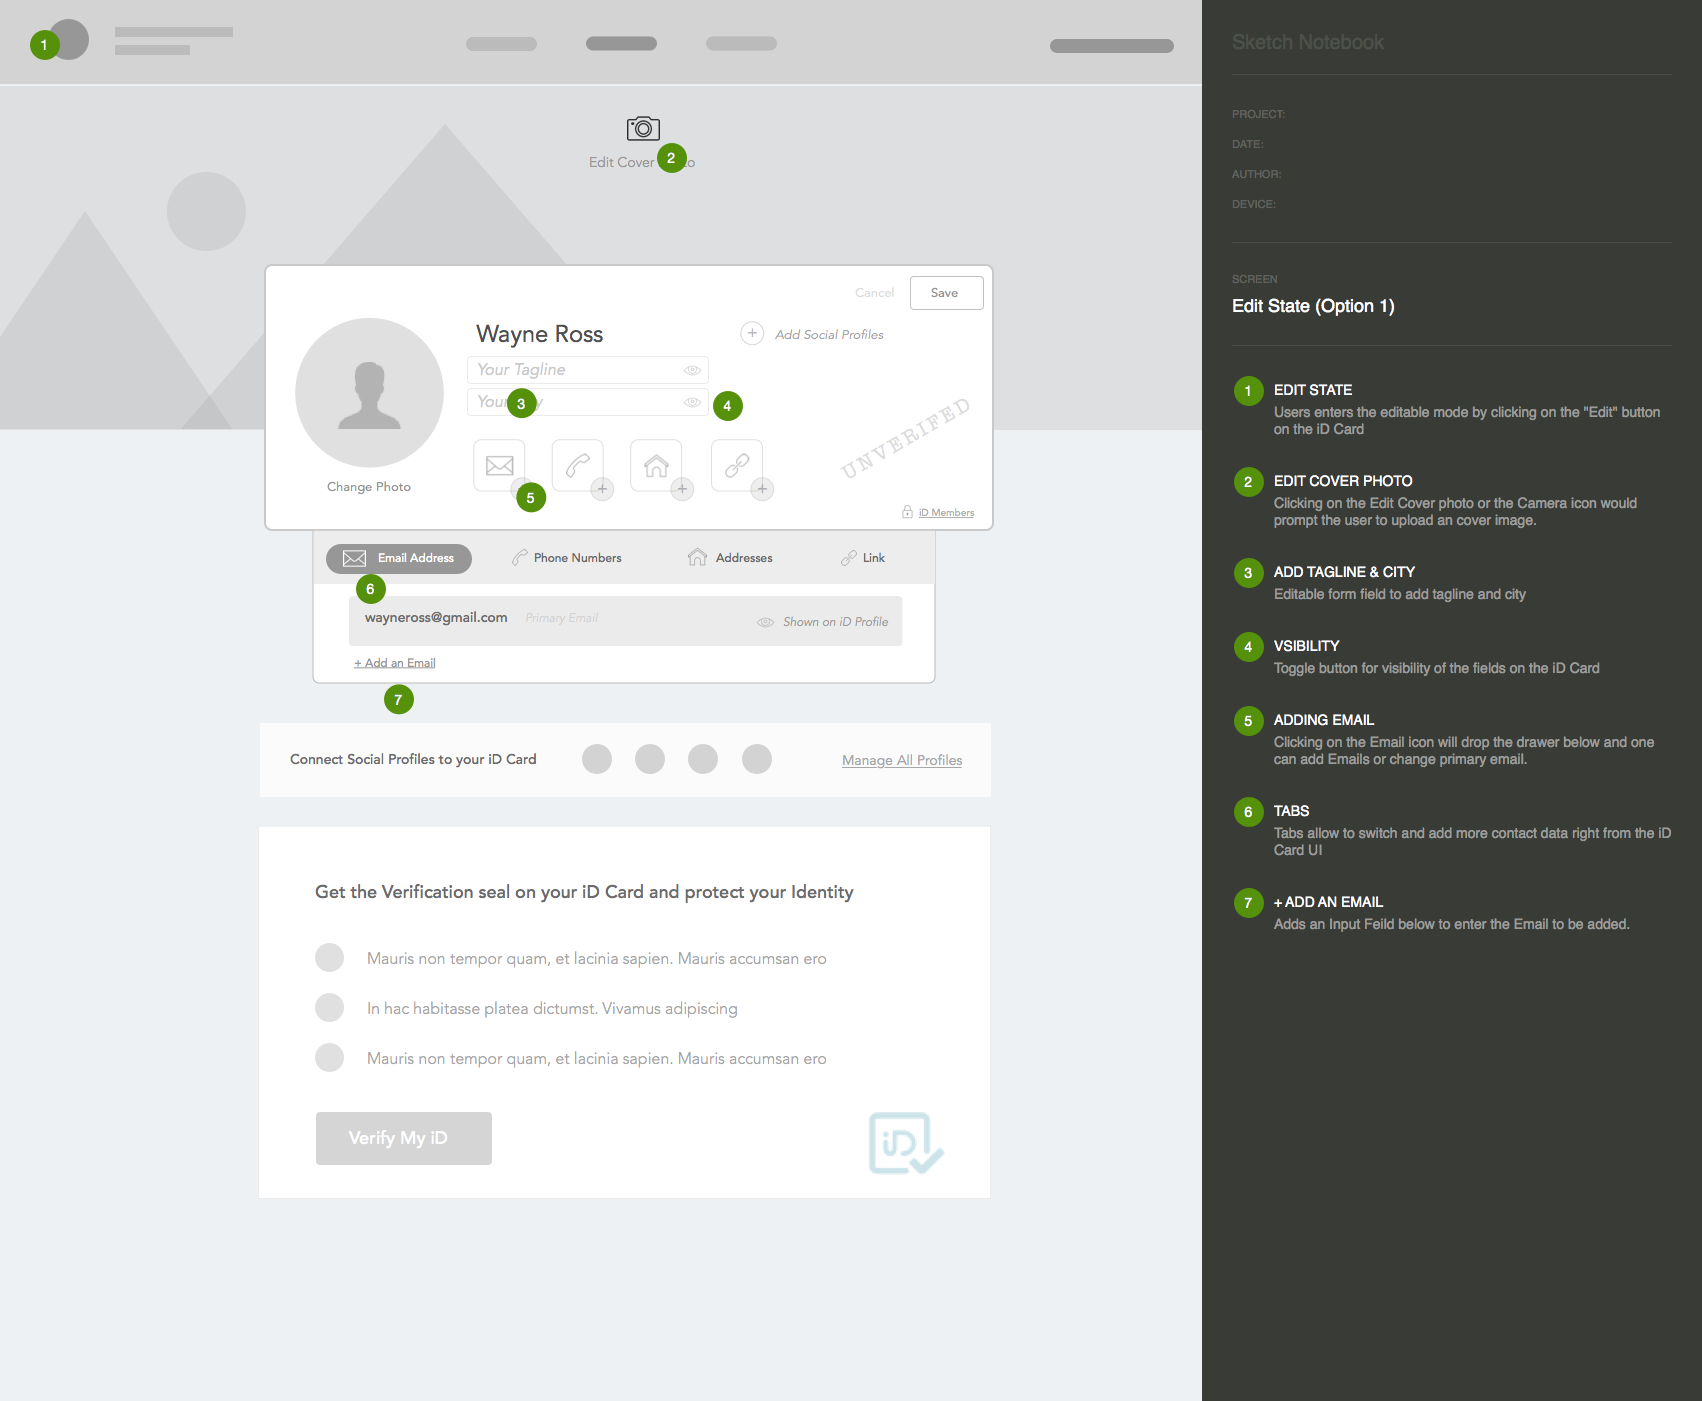 1
Edit Cover
2
Cancel
Save
Wayne Ross
Add Social Profiles
Your Tagline
Your
3
4
UNVERIFED
Change Photo
5
iD Members
Email Address
Phone Numbers
Addresses
Link
6
wayneross@gmail.com
Primary Email
Shown on iD Profile
+ Add an Email
7
Connect Social Profiles to your iD Card
Manage All Profiles
Get the Verification seal on your iD Card and protect your Identity
Mauris non tempor quam, et lacinia sapien. Mauris accumsan ero
In hac habitasse platea dictumst. Vivamus adipiscing
Mauris non tempor quam, et lacinia sapien. Mauris accumsan ero
Verify My iD
iD
Sketch Notebook
PROJECT:
DATE:
AUTHOR:
DEVICE:
SCREEN
Edit State (Option 1)
1 EDIT STATE
Users enters the editable mode by clicking on the "Edit" button
on the iD Card
2 EDIT COVER PHOTO
Clicking on the Edit Cover photo or the Camera icon would
prompt the user to upload an cover image.
3 ADD TAGLINE & CITY
Editable form field to add tagline and city
4 VSIBILITY
Toggle button for visibility of the fields on the iD Card
5 ADDING EMAIL
Clicking on the Email icon will drop the drawer below and one
can add Emails or change primary email.
6 TABS
Tabs allow to switch and add more contact data right from the iD
Card UI
7 + ADD AN EMAIL
Adds an Input Feild below to enter the Email to be added.